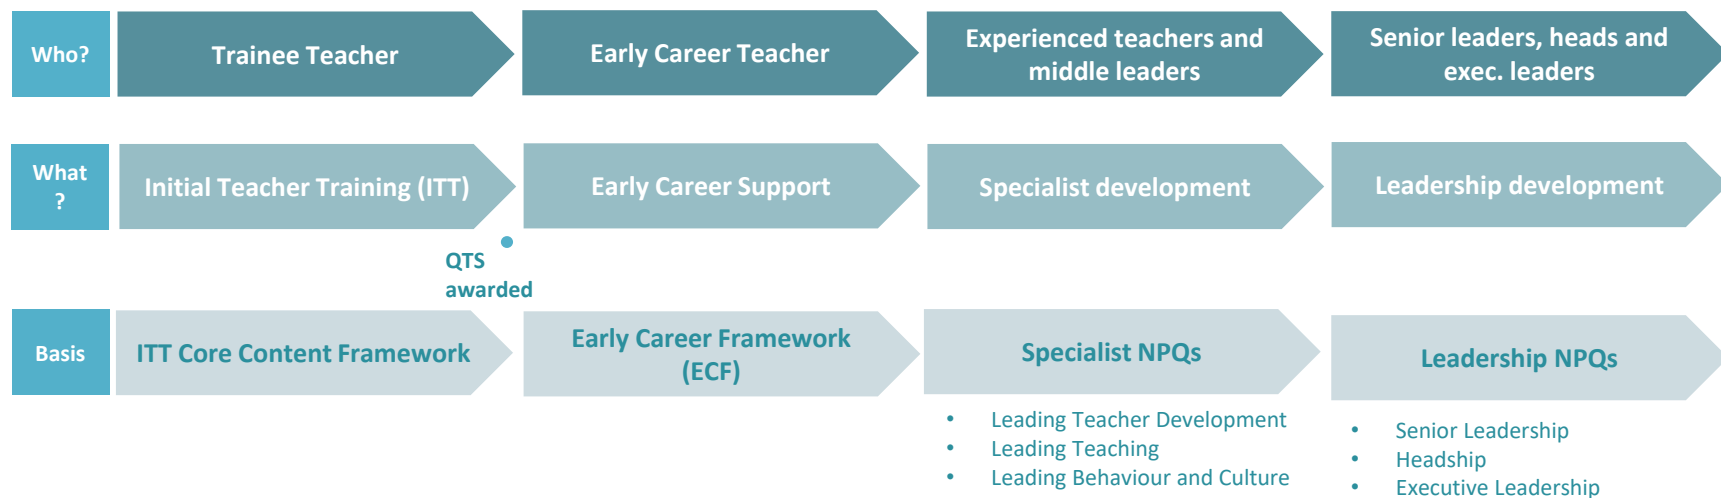 Who?
Trainee Teacher
Early Career Teacher
Experienced teachers and
middle leaders
Senior leaders, heads and
exec. leaders
What
?
Initial Teacher Training (ITT)
Early Career Support
Specialist development
Leadership development
QTS
awarded
Basis
ITT Core Content Framework
Early Career Framework
(ECF)
Specialist NPQs
Leadership NPQs
• Leading Teacher Development
• Leading Teaching
• Leading Behaviour and Culture
• Senior Leadership
• Headship
• Executive Leadership